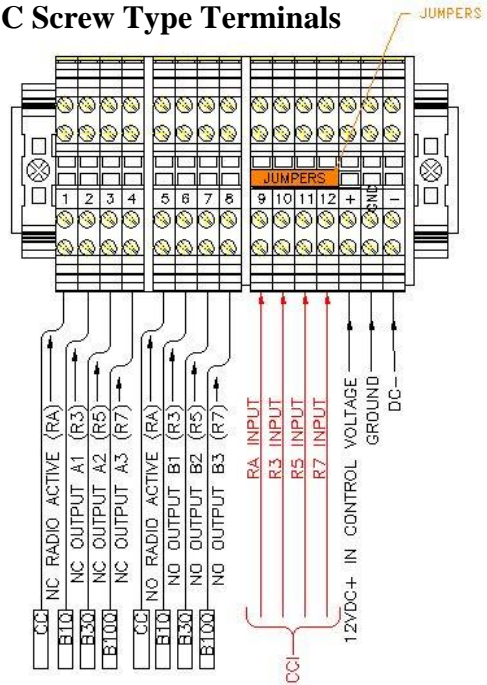 C Screw Type Terminals
JUMPERS
JUMPERS
1 2 3 4 5 6 7 8 9 10 11 12 + GND -
NC RADIO ACTIVE (RA)
NC OUTPUT A1 (R3)
NC OUTPUT A2 (R5)
NC OUTPUT A3 (R7)
NO RADIO ACTIVE (RA)
NO OUTPUT B1 (R3)
NO OUTPUT B2 (R5)
NO OUTPUT B3 (R7)
RA INPUT
R3 INPUT
R5 INPUT
R7 INPUT
12VDC+ IN CONTROL VOLTAGE
GROUND
DC-
CC
B10
B30
B100
CC
B10
B30
B100
CCI